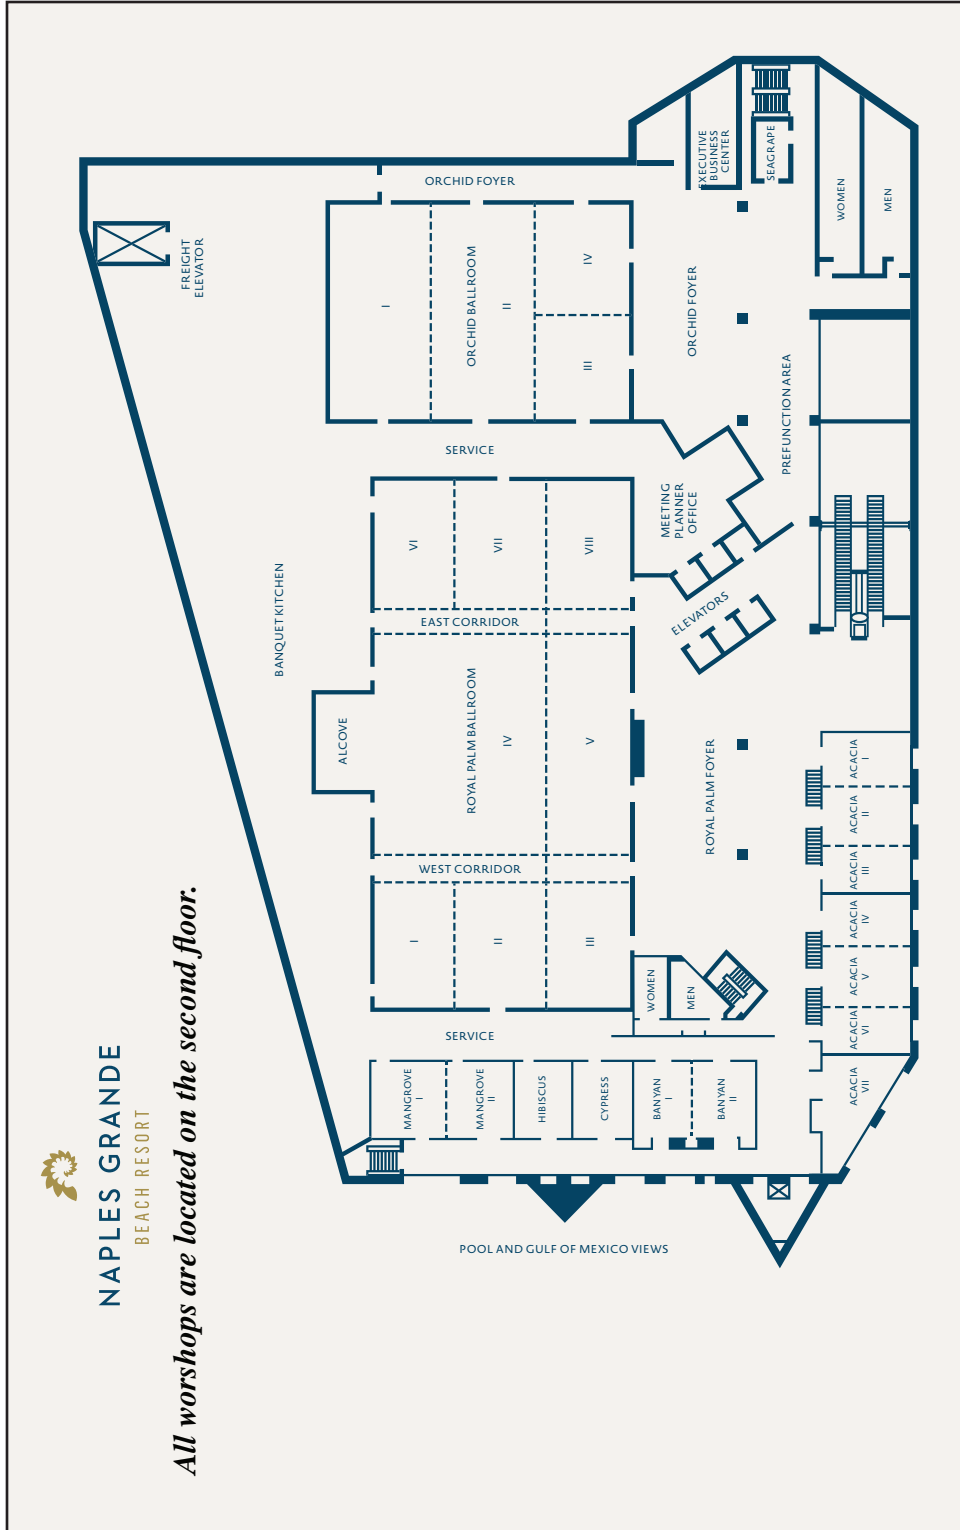 NAPLES GRANDE
BEACH RESORT
All worshops are located on the second floor.
FREIGHT
ELEVATOR
ORCHID FOYER
I
ORCHID BALLROOM
II
IV
III
ORCHID FOYER
EXECUTIVE
BUSINESS
CENTER
SEAGRAPE
WOMEN
MEN
PREFUNCTION AREA
SERVICE
MEETING
PLANNER
OFFICE
BANQUET KITCHEN
VI
VII
VIII
EAST CORRIDOR
ELEVATORS
ALCOVE
ROYAL PALM BALLROOM
IV
V
ROYAL PALM FOYER
WEST CORRIDOR
I
II
III
WOMEN
MEN
SERVICE
ACACIA
I
ACACIA
II
ACACIA
III
ACACIA
IV
ACACIA
V
ACACIA
VI
ACACIA
VII
MANGROVE
I
MANGROVE
II
HIBISCUS
CYPRESS
BANYAN
I
BANYAN
II
POOL AND GULF OF MEXICO VIEWS